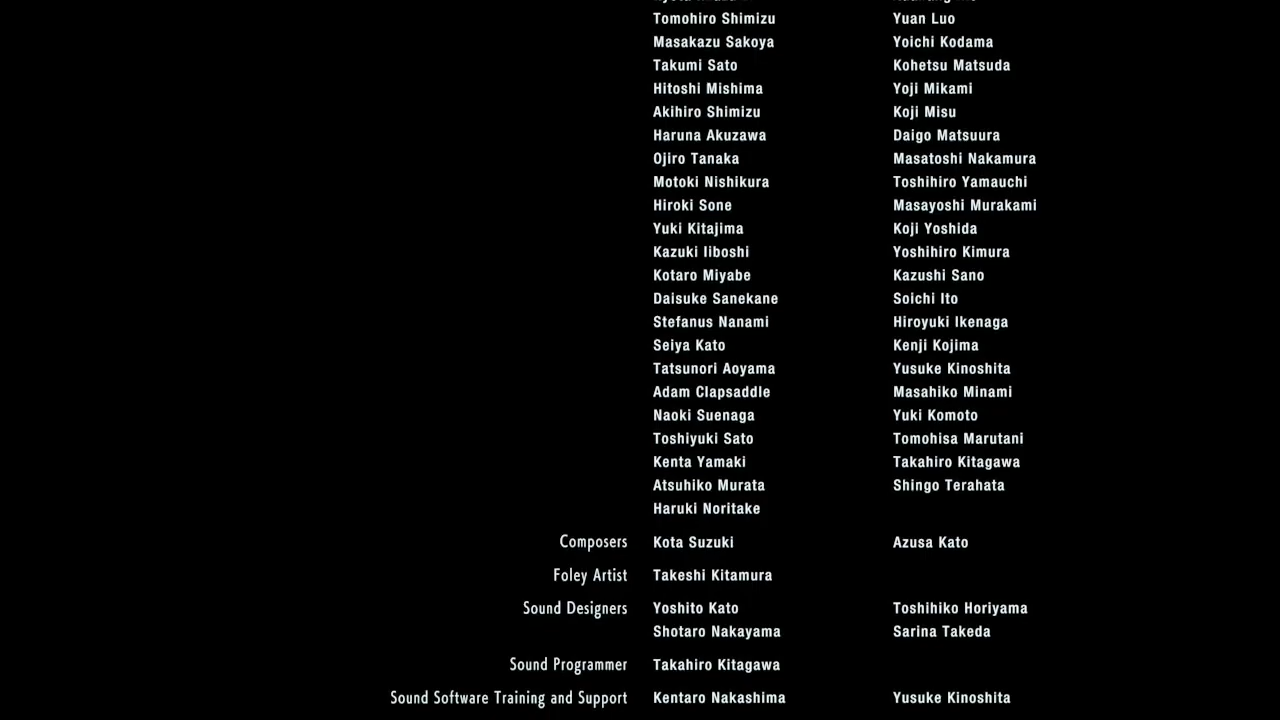 Tomohiro Shimizu Yuan Luo
Masakazu Sakoya Yoichi Kodama
Takumi Sato Kohetsu Matsuda
Hitoshi Mishima Yoji Mikami
Akihiro Shimizu Koji Misu
Haruna Akuzawa Daigo Matsuura
Ojiro Tanaka Masatoshi Nakamura
Motoki Nishikura Toshihiro Yamauchi
Hiroki Sone Masayoshi Murakami
Yuki Kitajima Koji Yoshida
Kazuki Iiboshi Yoshihiro Kimura
Kotaro Miyabe Kazushi Sano
Daisuke Sanekane Soichi Ito
Stefanus Nanami Hiroyuki Ikenaga
Seiya Kato Kenji Kojima
Tatsunori Aoyama Yusuke Kinoshita
Adam Clapsaddle Masahiko Minami
Naoki Suenaga Yuki Komoto
Toshiyuki Sato Tomohisa Marutani
Kenta Yamaki Takahiro Kitagawa
Atsuhiko Murata Shingo Terahata
Haruki Noritake
Composers Kota Suzuki Azusa Kato
Foley Artist Takeshi Kitamura
Sound Designers Yoshito Kato Toshihiko Horiyama
Shotaro Nakayama Sarina Takeda
Sound Programmer Takahiro Kitagawa
Sound Software Training and Support Kentaro Nakashima Yusuke Kinoshita